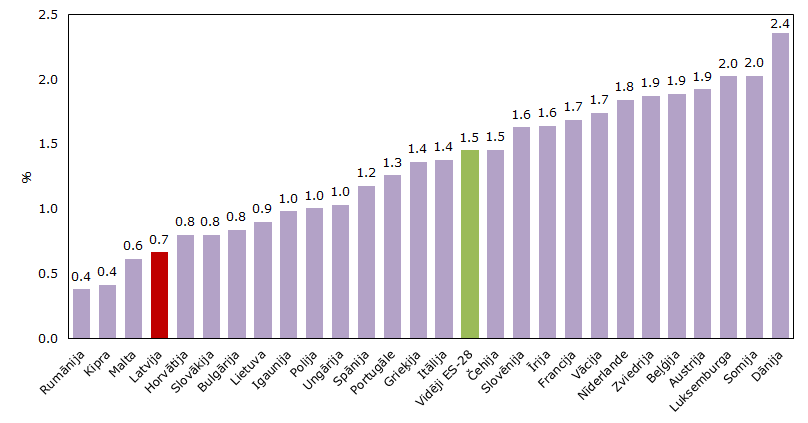 2.5
2.0
1.5
1.0
0.5
0.0
%
0.4
0.4
0.6
0.7
0.8
0.8
0.8
0.9
1.0
1.0
1.0
1.2
1.3
1.4
1.4
1.5
1.5
1.6
1.6
1.7
1.7
1.8
1.9
1.9
1.9
2.0
2.0
2.4
Rumānija
Kipra
Malta
Latvija
Horvātija
Slovākija
Bulgārija
Lietuva
Igaunija
Polija
Ungārija
Spānija
Portugāle
Grieķija
Itālija
Vidēji ES-28
Čehija
Slovēnija
Īrija
Francija
Vācija
Nīderlande
Zviedrija
Beļģija
Austrija
Luksemburga
Somija
Dānija